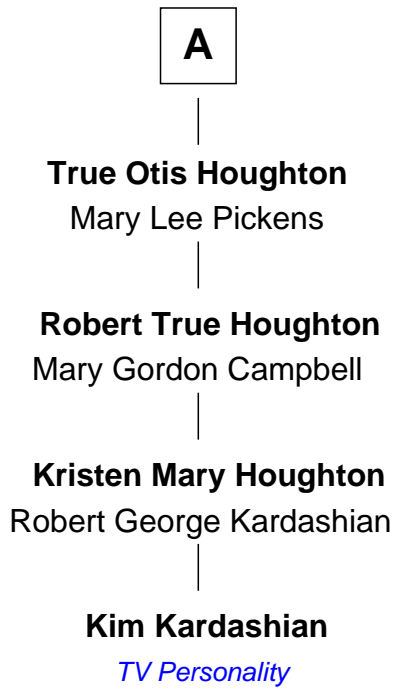 A
True Otis Houghton
Mary Lee Pickens
Robert True Houghton
Mary Gordon Campbell
Kristen Mary Houghton
Robert George Kardashian
Kim Kardashian
TV Personality